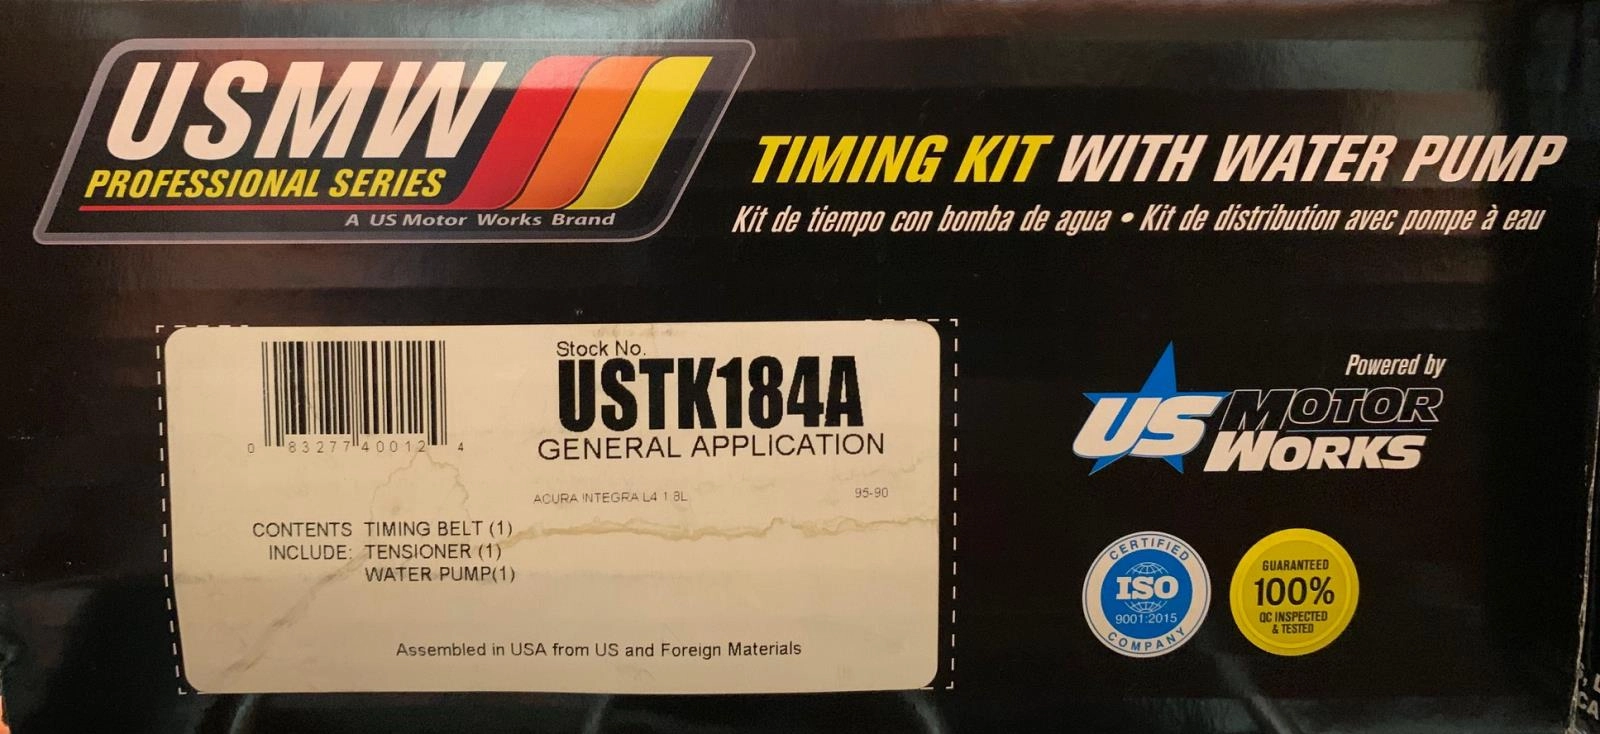 USMW
PROFESSIONAL SERIES
A US Motor Works Brand
TIMING KIT WITH WATER PUMP
Kit de tiempo con bomba de agua • Kit de distribution avec pompe à eau
Stock No.
USTK184A
GENERAL APPLICATION
0 83277 40012 4
ACURA INTEGRA L4 1.8L 95-90
CONTENTS TIMING BELT (1)
INCLUDE: TENSIONER (1)
WATER PUMP(1)
Assembled in USA from US and Foreign Materials
Powered by
US MOTOR
WORKS
CERTIFIED
ISO
9001:2015
COMPANY
GUARANTEED
100%
QC INSPECTED
& TESTED